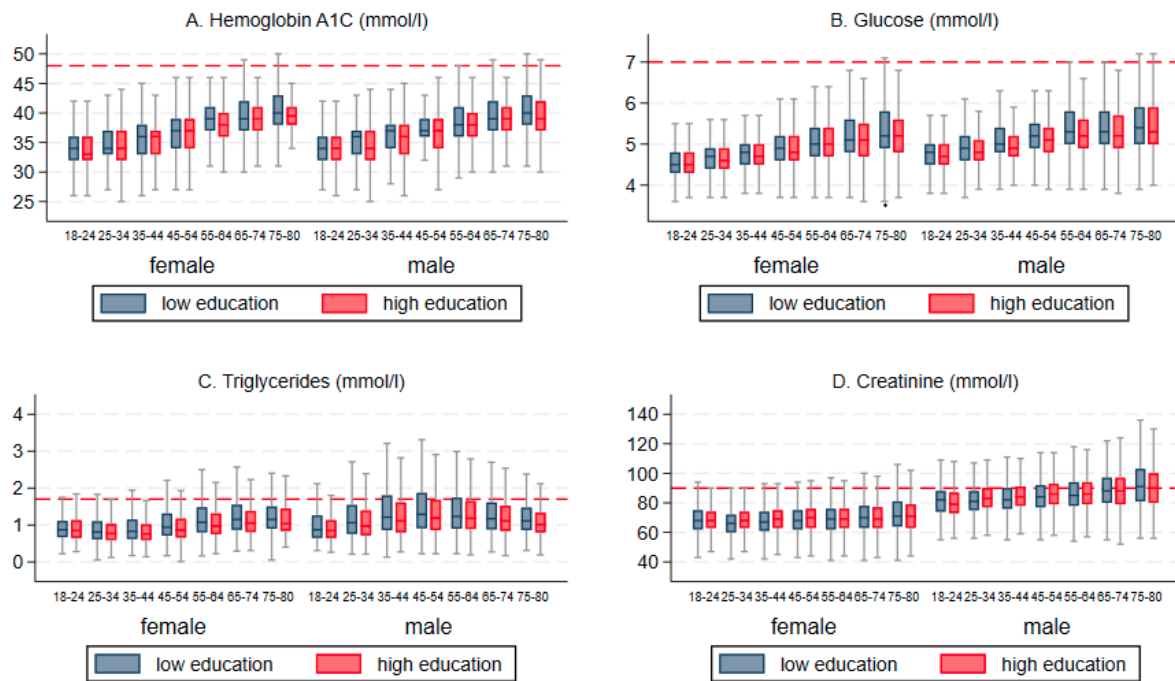 A. Hemoglobin A1C (mmol/l)
50
45
40
35
30
25
18-24 25-34 35-44 45-54 55-64 65-74 75-80 18-24 25-34 35-44 45-54 55-64 65-74 75-80
female male
low education high education
B. Glucose (mmol/l)
7
6
5
4
18-24 25-34 35-44 45-54 55-64 65-74 75-80 18-24 25-34 35-44 45-54 55-64 65-74 75-80
female male
low education high education
C. Triglycerides (mmol/l)
4
3
2
1
0
18-24 25-34 35-44 45-54 55-64 65-74 75-80 18-24 25-34 35-44 45-54 55-64 65-74 75-80
female male
low education high education
D. Creatinine (mmol/l)
140
120
100
80
60
40
18-24 25-34 35-44 45-54 55-64 65-74 75-80 18-24 25-34 35-44 45-54 55-64 65-74 75-80
female male
low education high education